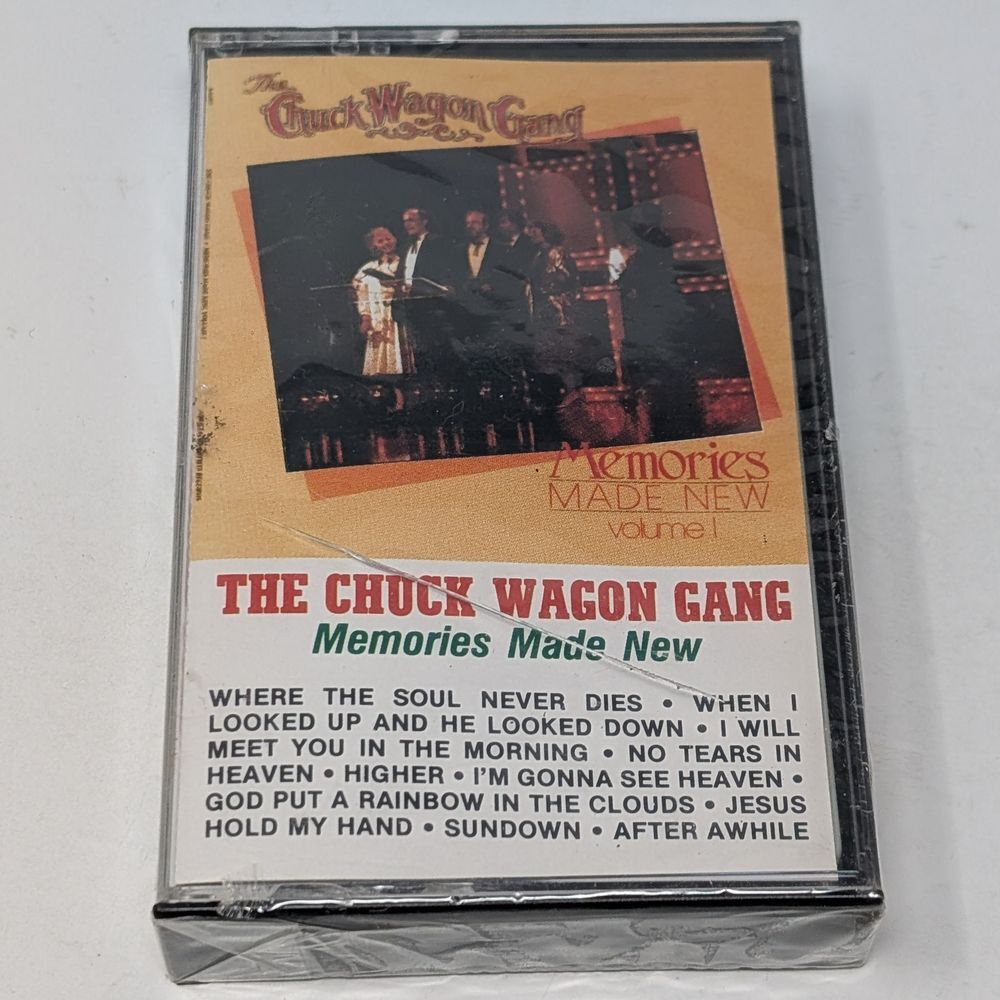 The
Chuck Wagon Gang
Memories
MADE NEW
volume I
THE CHUCK WAGON GANG
Memories Made New
WHERE THE SOUL NEVER DIES • WHEN I
LOOKED UP AND HE LOOKED DOWN • I WILL
MEET YOU IN THE MORNING • NO TEARS IN
HEAVEN • HIGHER • I'M GONNA SEE HEAVEN •
GOD PUT A RAINBOW IN THE CLOUDS • JESUS
HOLD MY HAND • SUNDOWN • AFTER AWHILE